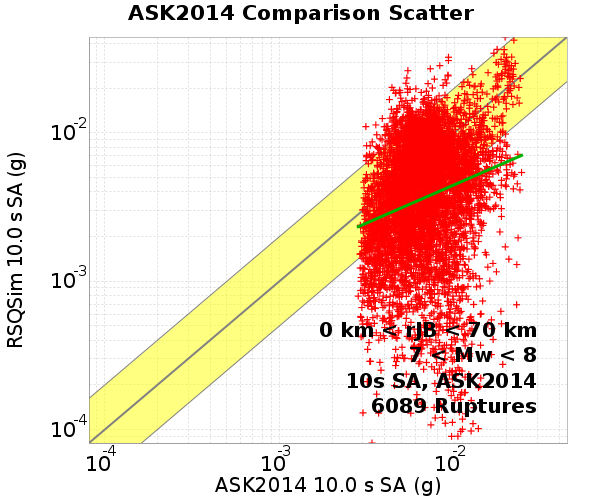 ASK2014 Comparison Scatter
RSQSim 10.0 s SA (g)
10-2
10-3
10-4
0 km < rJB < 70 km
7 < Mw < 8
10s SA, ASK2014
6089 Ruptures
10-4 10-3 10-2
ASK2014 10.0 s SA (g)